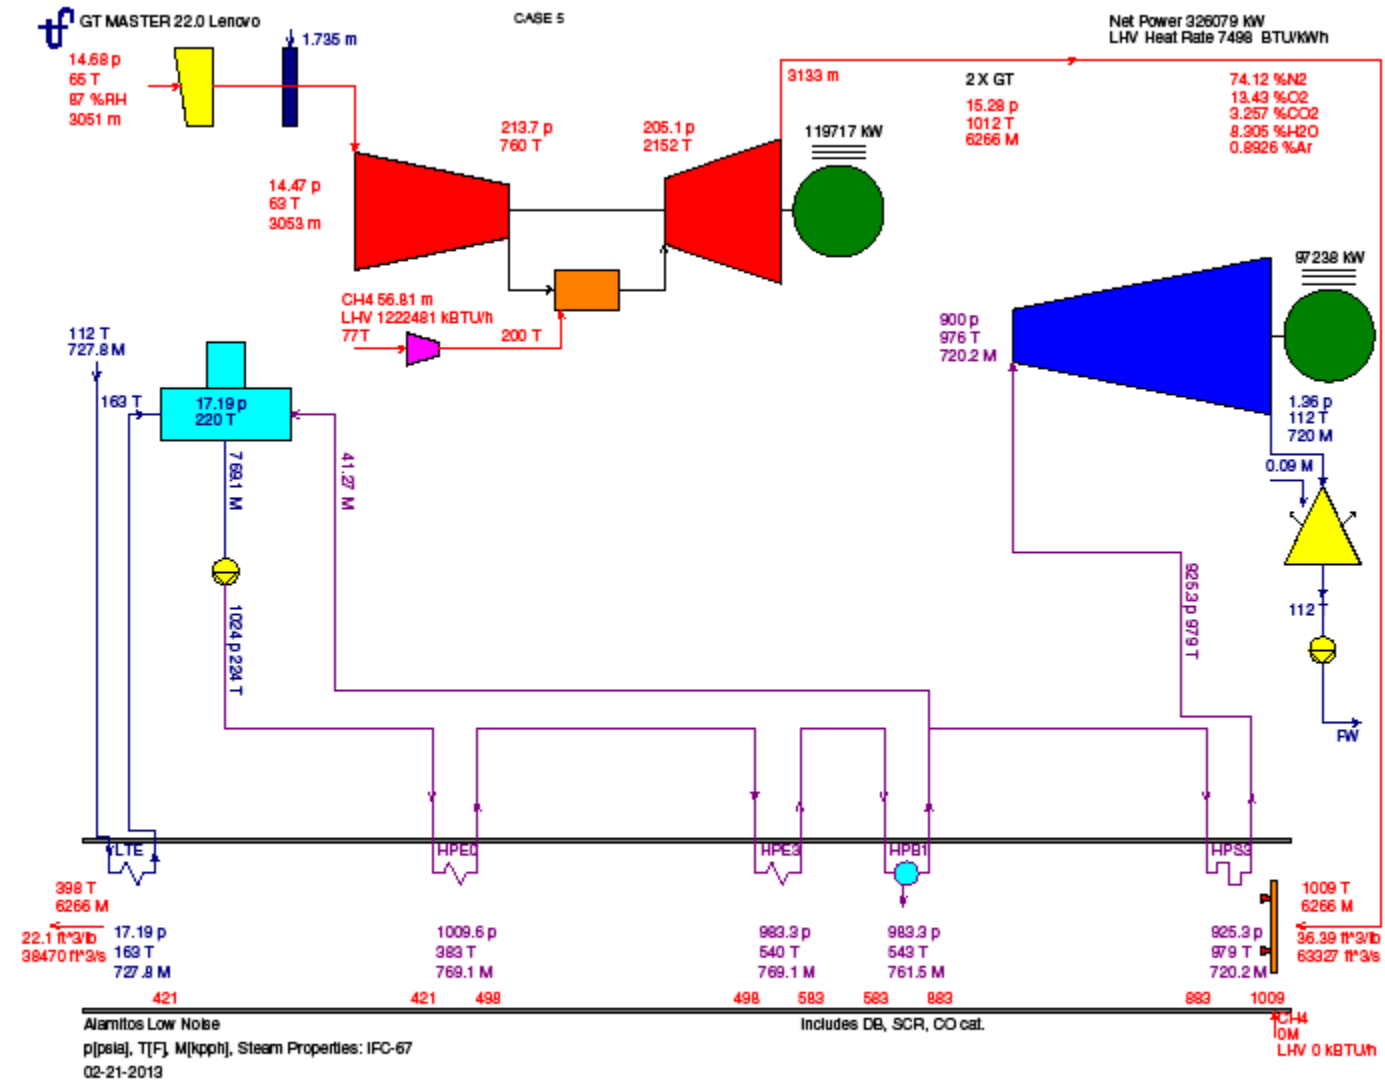 tf
GT MASTER 22.0 Lenovo
CASE 5
Net Power 326079 kW
LHV Heat Rate 7498 BTU/kWh
14.68 p
65 T
87 %RH
3051 m
1.735 m
3133 m
2 X GT
15.28 p
1012 T
6266 M
74.12 %N2
13.43 %O2
3.257 %CO2
8.305 %H2O
0.8926 %Ar
213.7 p
760 T
205.1 p
2152 T
119717 kW
14.47 p
63 T
3053 m
CH4 56.81 m
LHV 1222481 kBTU/h
77T
200 T
97238 kW
900 p
976 T
720.2 M
112 T
727.8 M
163 T
17.19 p
220 T
1.36 p
112 T
720 M
0.09 M
769.1 M
41.27 M
1024 p 224 T
925.3 p 979 T
112 T
FW
LTE
HPE0
HPE3
HPB1
HPS3
398 T
6266 M
22.1 ft^3/lb
38470 ft^3/s
17.19 p
163 T
727.8 M
1009.6 p
383 T
769.1 M
983.3 p
540 T
769.1 M
983.3 p
543 T
761.5 M
925.3 p
979 T
720.2 M
1009 T
6266 M
36.39 ft^3/lb
63327 ft^3/s
421
421
498
498
583
583
883
883
1009
Alamitos Low Noise
Includes DB, SCR, CO cat.
CH4
0M
LHV 0 kBTU/h
p[psia], T[F], M[kpph], Steam Properties: IFC-67
02-21-2013